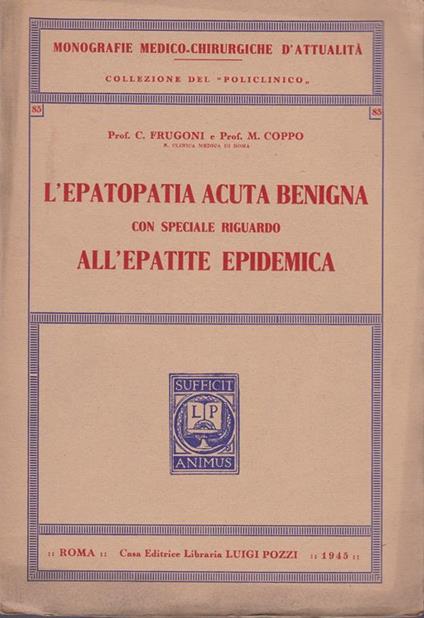 MONOGRAFIE MEDICO-CHIRURGICHE D'ATTUALITÀ
COLLEZIONE DEL "POLICLINICO„
85 85
Prof. C. FRUGONI e Prof. M. COPPO
R. CLINICA MEDICA DI ROMA
L'EPATOPATIA ACUTA BENIGNA
CON SPECIALE RIGUARDO
ALL'EPATITE EPIDEMICA
SUFFICIT
L P
ANIMUS
:: ROMA :: Casa Editrice Libraria LUIGI POZZI :: 1945 ::